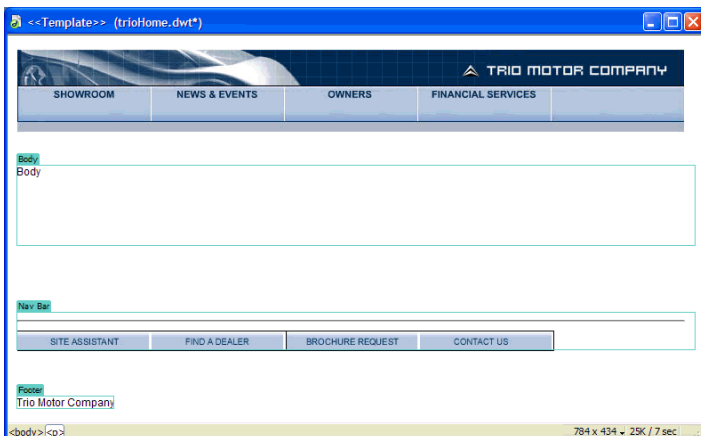 <<Template>> (trioHome.dwt*)
TRIO MOTOR COMPANY
SHOWROOM NEWS & EVENTS OWNERS FINANCIAL SERVICES
Body
Body
Nav Bar
SITE ASSISTANT FIND A DEALER BROCHURE REQUEST CONTACT US
Footer
Trio Motor Company
<body> <p> 784 x 434 25K / 7 sec